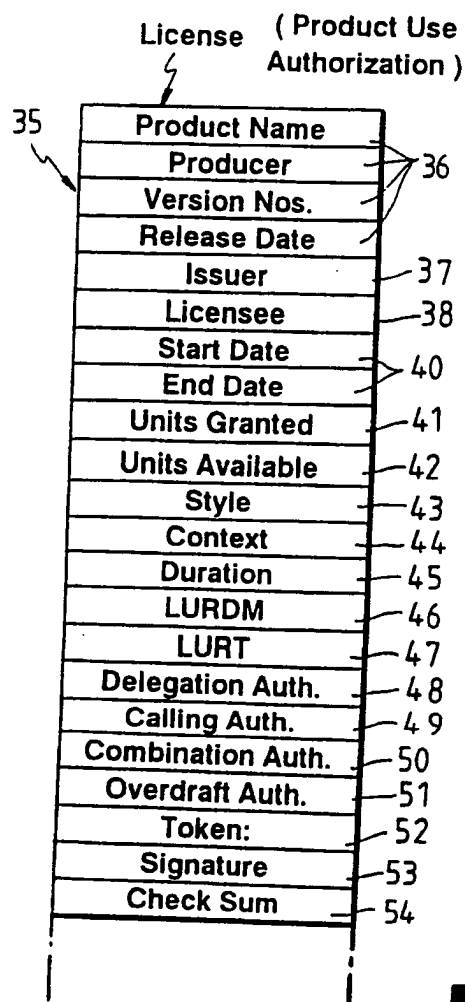 License ( Product Use
Authorization )
35
Product Name
Producer
36
Version Nos.
Release Date
Issuer 37
Licensee 38
Start Date
40
End Date
Units Granted 41
Units Available 42
Style 43
Context 44
Duration 45
LURDM 46
LURT 47
Delegation Auth. 48
Calling Auth. 49
Combination Auth. 50
Overdraft Auth. 51
Token: 52
Signature 53
Check Sum 54